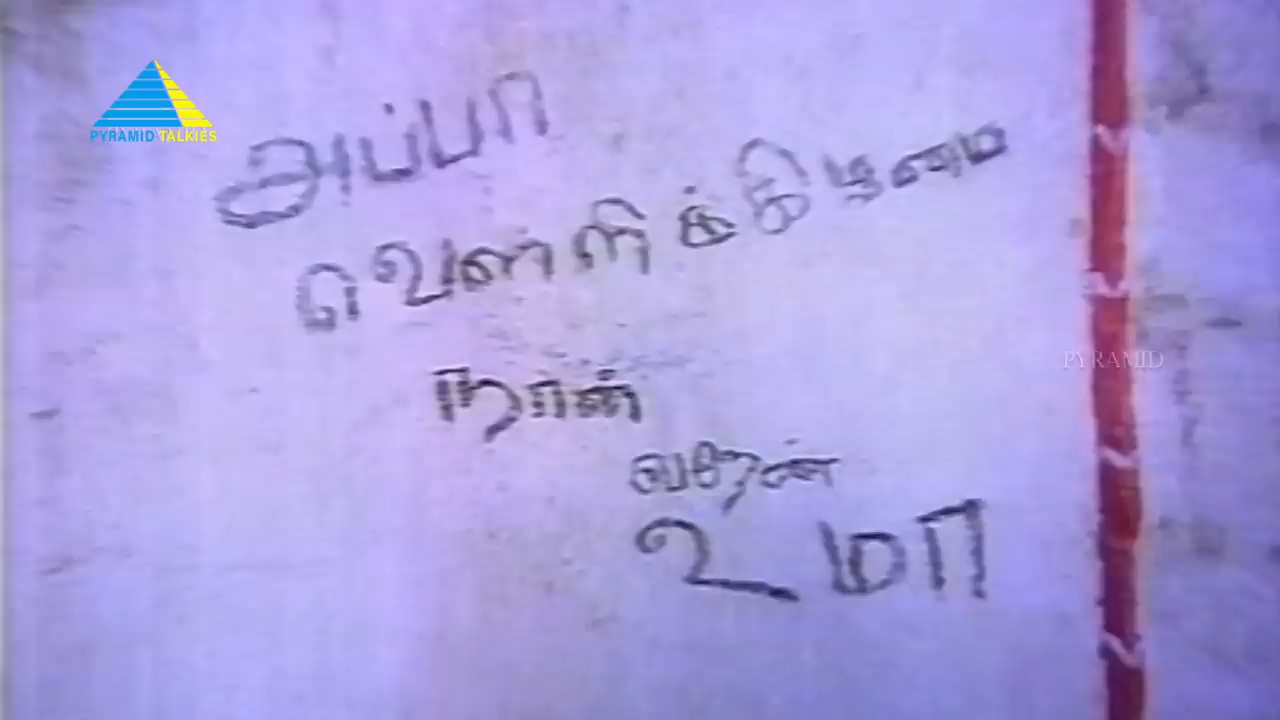 PYRAMID TALKIES
அப்பா
வெள்ளிக்கிழமை
நான்
வரேன்
உமா
PYRAMID